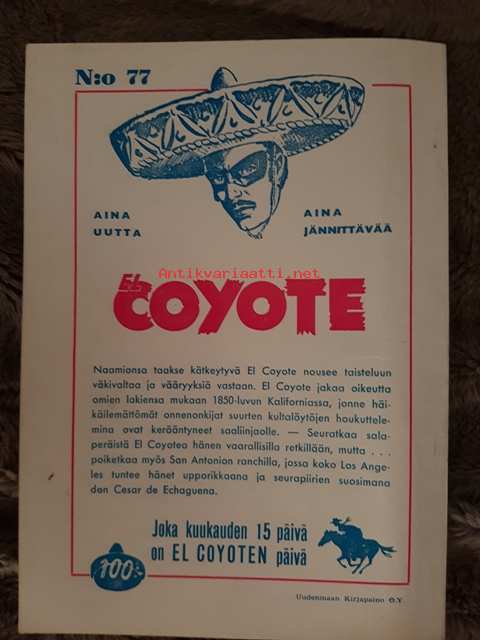 N:o 77
AINA
UUTTA
AINA
JÄNNITTÄVÄÄ
Antikvariaatti.net
EL
COYOTE
Naamionsa taakse kätkeytyvä El Coyote nousee taisteluun
väkivaltaa ja vääryyksiä vastaan. El Coyote jakaa oikeutta
omien lakiensa mukaan 1850-luvun Kaliforniassa, jonne häi-
käilemättömät onnenonkijat suurten kultalöytöjen houkuttele-
mina ovat kerääntyneet saaliinjaolle. — Seuratkaa sala-
peräistä El Coyotea hänen vaarallisilla retkillään, mutta . . .
poiketkaa myös San Antonion ranchilla, jossa koko Los Ange-
les tuntee hänet upporikkaana ja seurapiirien suosimana
don Cesar de Echaguena.
Joka kuukauden 15 päivä
on EL COYOTEN päivä
100:-
Uudenmaan Kirjapaino O.Y.